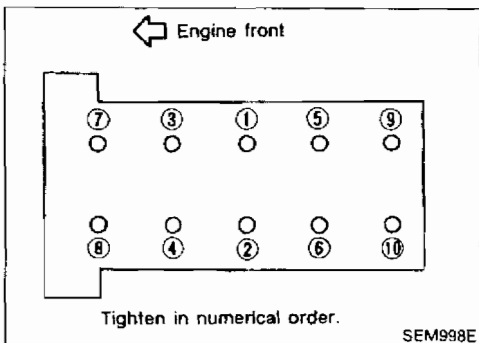 Engine front
⑦ ③ ① ⑤ ⑨
⑧ ④ ② ⑥ ⑩
Tighten in numerical order.
SEM998E